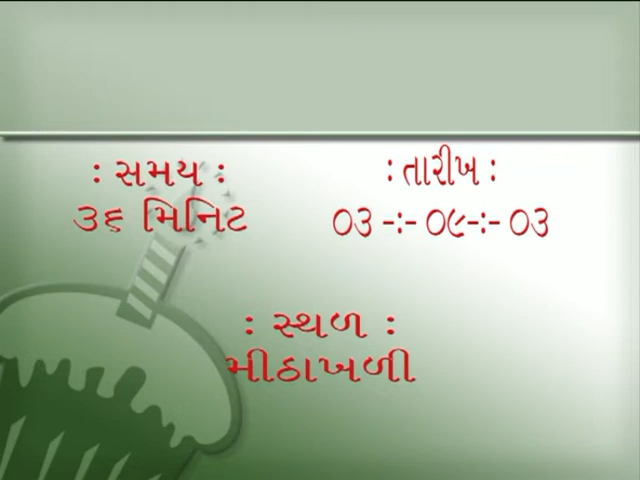 : સમય :
૩૬ મિનિટ
: તારીખ :
૦૩ -:- ૦૯-:- ૦૩
: સ્થળ :
મીઠાખળી